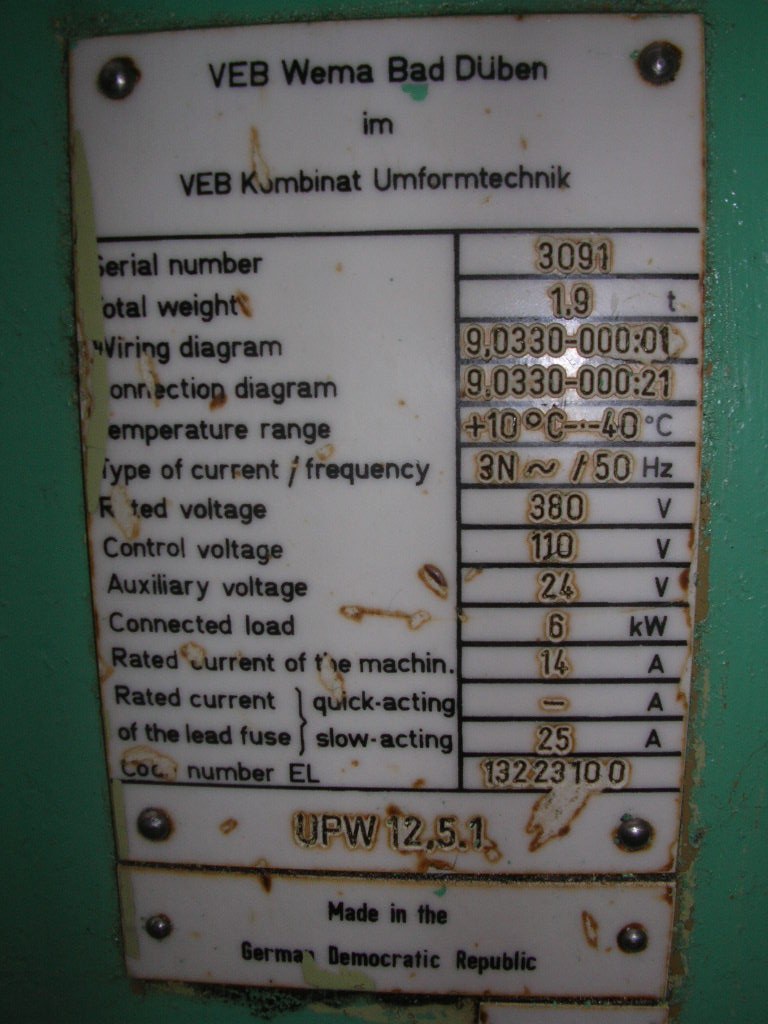 VEB Wema Bad Düben
im
VEB Kombinat Umformtechnik
Serial number 3091
Total weight 1,9 t
Wiring diagram 9,0330-000:01
Connection diagram 9,0330-000:21
Temperature range +10°C-·-40 °C
Type of current / frequency 3N ~ / 50 Hz
Rated voltage 380 V
Control voltage 110 V
Auxiliary voltage 24 V
Connected load 6 kW
Rated current of the machin. 14 A
Rated current } quick-acting – A
of the lead fuse } slow-acting 25 A
number EL 132 23 10 0
UPW 12,5.1
Made in the
German Democratic Republic